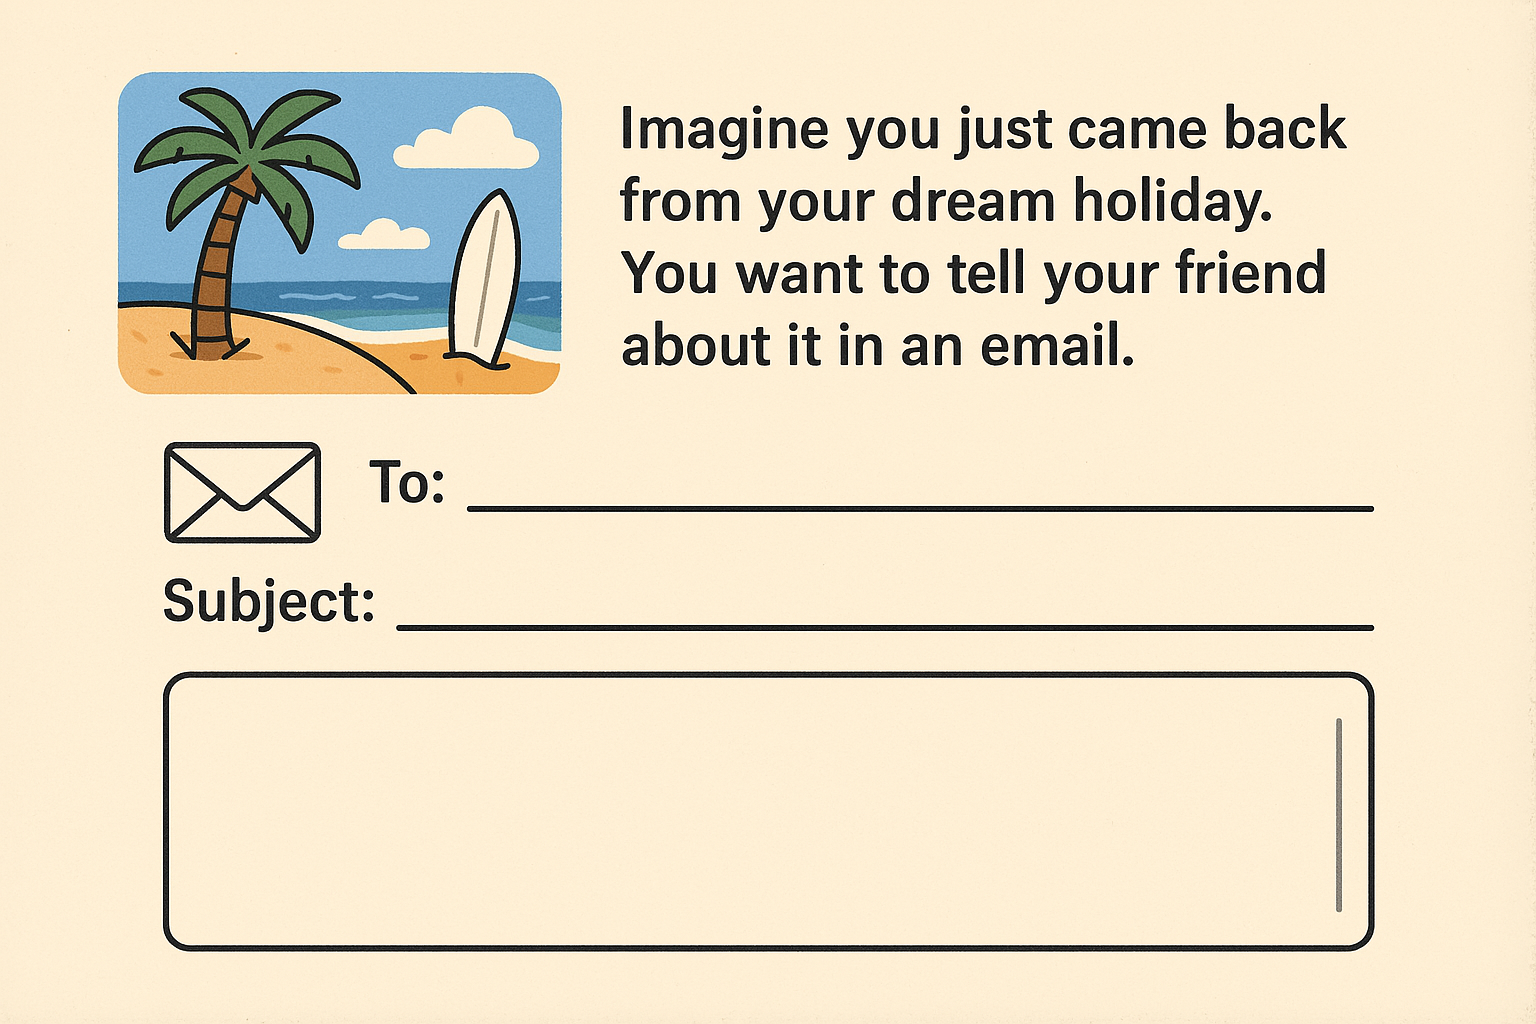 Imagine you just came back
from your dream holiday.
You want to tell your friend
about it in an email.
To:
Subject: